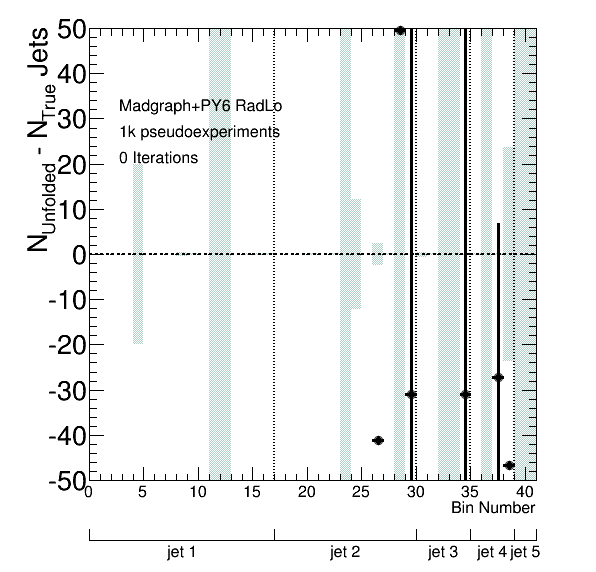 N_Unfolded - N_True Jets
50
40
30
20
10
0
-10
-20
-30
-40
-50
Madgraph+PY6 RadLo
1k pseudoexperiments
0 Iterations
0 5 10 15 20 25 30 35 40
Bin Number
jet 1 jet 2 jet 3 jet 4 jet 5